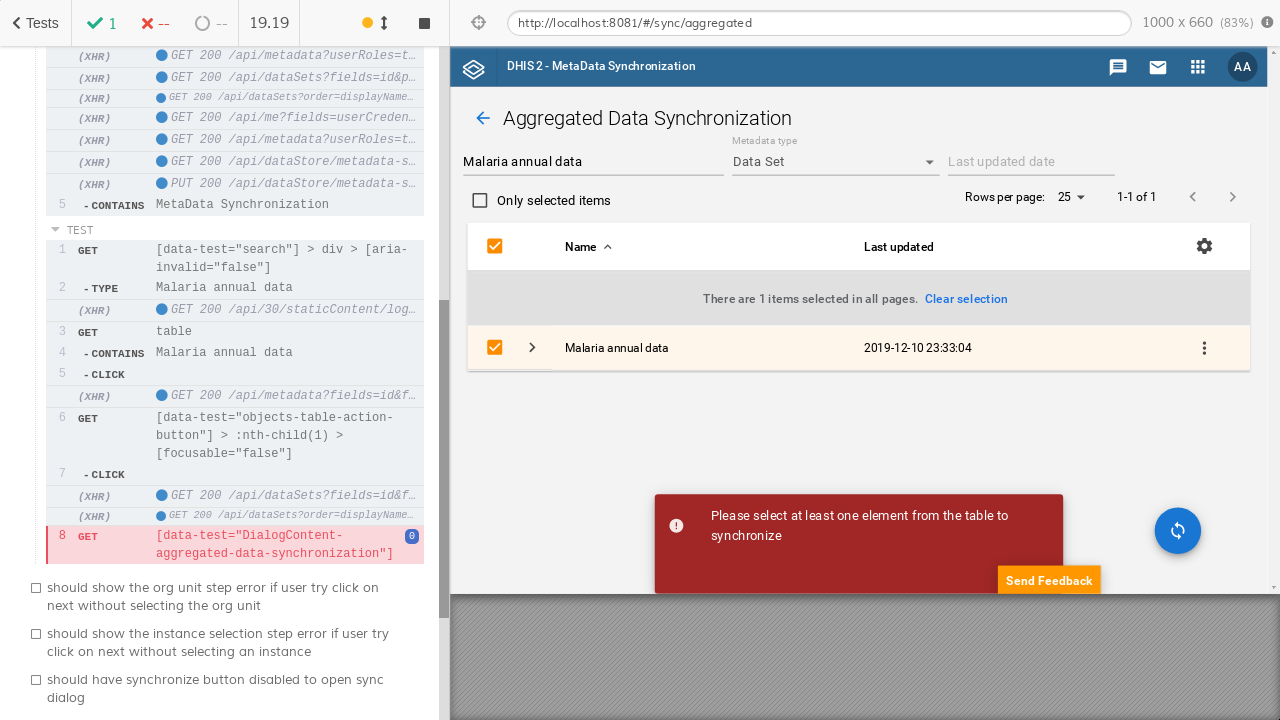 Tests
1
--
--
19.19
http://localhost:8081/#/sync/aggregated
1000 x 660 (83%)
(XHR) GET 200 /api/metadata?userRoles=t…
(XHR) GET 200 /api/dataSets?fields=id&p…
(XHR) GET 200 /api/dataSets?order=displayName…
(XHR) GET 200 /api/me?fields=userCreden…
(XHR) GET 200 /api/metadata?userRoles=t…
(XHR) GET 200 /api/dataStore/metadata-s…
(XHR) PUT 200 /api/dataStore/metadata-s…
5 - CONTAINS MetaData Synchronization
TEST
1 GET [data-test="search"] > div > [aria-
invalid="false"]
2 - TYPE Malaria annual data
(XHR) GET 200 /api/30/staticContent/log…
3 GET table
4 - CONTAINS Malaria annual data
5 - CLICK
(XHR) GET 200 /api/metadata?fields=id&f…
6 GET [data-test="objects-table-action-
button"] > :nth-child(1) >
[focusable="false"]
7 - CLICK
(XHR) GET 200 /api/dataSets?fields=id&f…
(XHR) GET 200 /api/dataSets?order=displayName…
8 GET [data-test="DialogContent- 0
aggregated-data-synchronization"]
should show the org unit step error if user try click on
next without selecting the org unit
should show the instance selection step error if user try
click on next without selecting an instance
should have synchronize button disabled to open sync
dialog
DHIS 2 - MetaData Synchronization
AA
Aggregated Data Synchronization
Metadata type
Malaria annual data
Data Set
Last updated date
Only selected items
Rows per page: 25 1-1 of 1
Name
Last updated
There are 1 items selected in all pages. Clear selection
Malaria annual data
2019-12-10 23:33:04
Please select at least one element from the table to
synchronize
Send Feedback